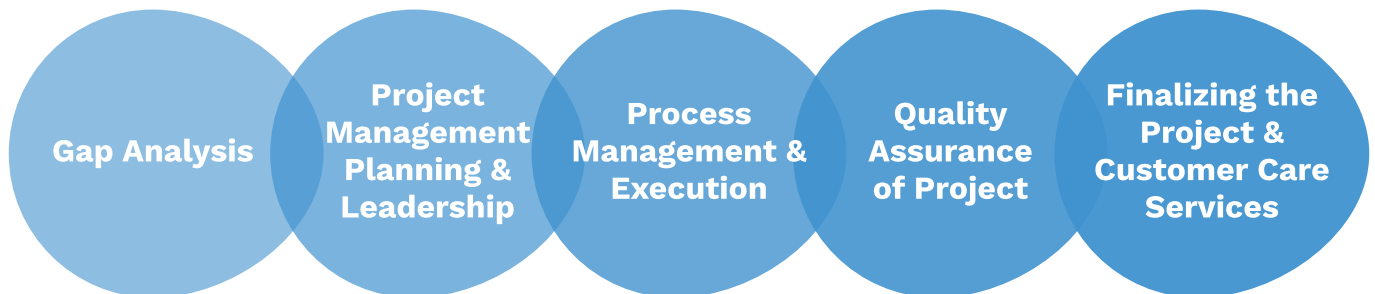 Gap Analysis
Project
Management
Planning &
Leadership
Process
Management &
Execution
Quality
Assurance
of Project
Finalizing the
Project &
Customer Care
Services